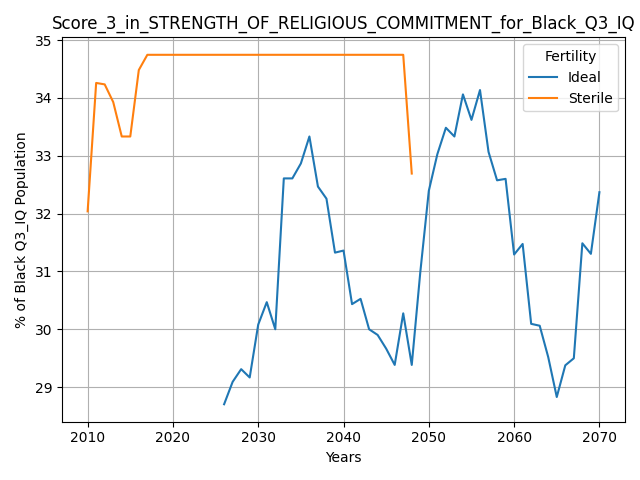 Score_3_in_STRENGTH_OF_RELIGIOUS_COMMITMENT_for_Black_Q3_IQ
35
34
33
32
31
30
29
% of Black Q3_IQ Population
Fertility
Ideal
Sterile
2010 2020 2030 2040 2050 2060 2070
Years